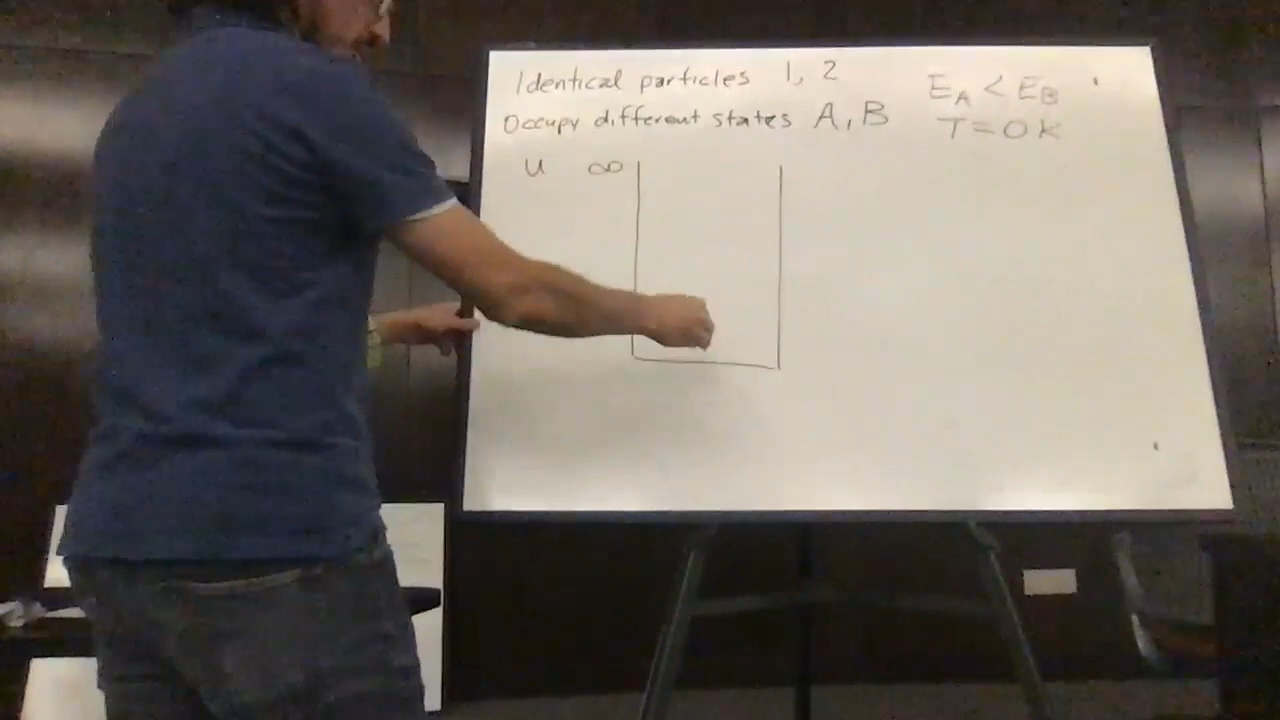 Identical particles 1, 2
Occupy different states A, B
E_A < E_B
T = 0 K
U ∞